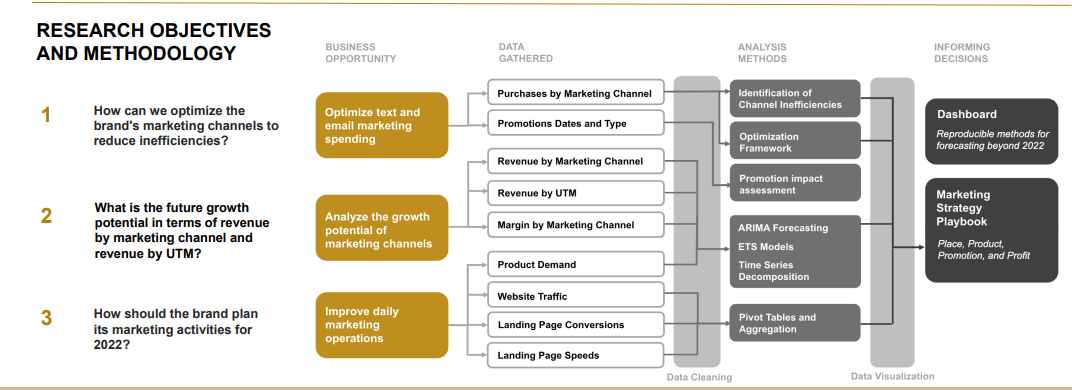 RESEARCH OBJECTIVES
AND METHODOLOGY
BUSINESS
OPPORTUNITY
DATA
GATHERED
ANALYSIS
METHODS
INFORMING
DECISIONS
1
How can we optimize the
brand's marketing channels to
reduce inefficiencies?
2
What is the future growth
potential in terms of revenue
by marketing channel and
revenue by UTM?
3
How should the brand plan
its marketing activities for
2022?
Optimize text and
email marketing
spending
Analyze the growth
potential of
marketing channels
Improve daily
marketing
operations
Purchases by Marketing Channel
Promotions Dates and Type
Revenue by Marketing Channel
Revenue by UTM
Margin by Marketing Channel
Product Demand
Website Traffic
Landing Page Conversions
Landing Page Speeds
Data Cleaning
Identification of
Channel Inefficiencies
Optimization
Framework
Promotion impact
assessment
ARIMA Forecasting
ETS Models
Time Series
Decomposition
Pivot Tables and
Aggregation
Data Visualization
Dashboard
Reproducible methods for
forecasting beyond 2022
Marketing
Strategy
Playbook
Place, Product,
Promotion, and Profit